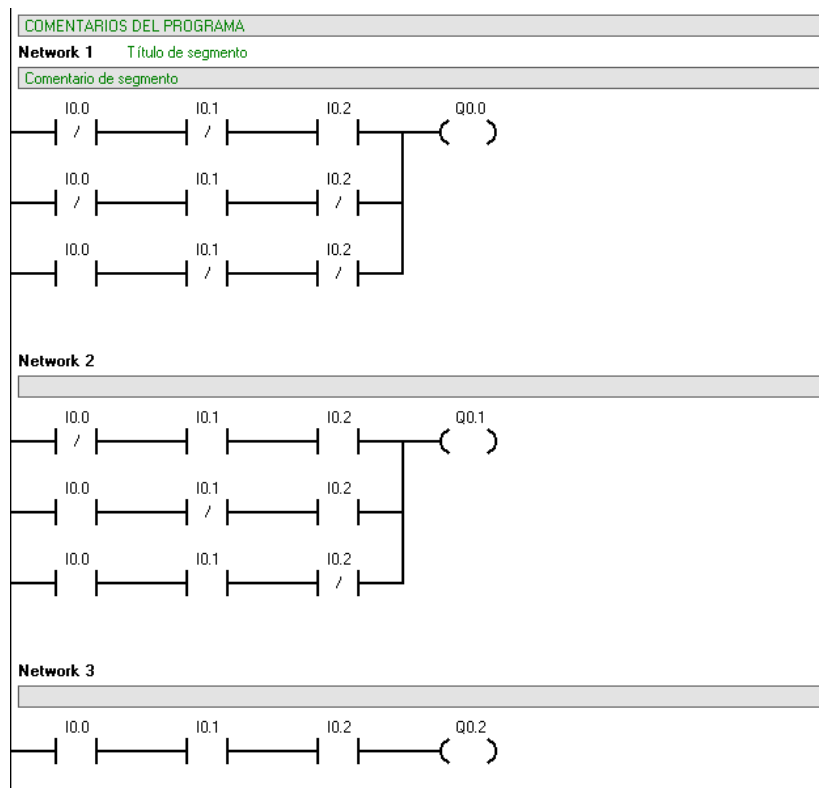 COMENTARIOS DEL PROGRAMA
Network 1 Título de segmento
Comentario de segmento
I0.0 I0.1 I0.2 Q0.0
/ /
I0.0 I0.1 I0.2
/ /
I0.0 I0.1 I0.2
/ /
Network 2
I0.0 I0.1 I0.2 Q0.1
/
I0.0 I0.1 I0.2
/
I0.0 I0.1 I0.2
/
Network 3
I0.0 I0.1 I0.2 Q0.2